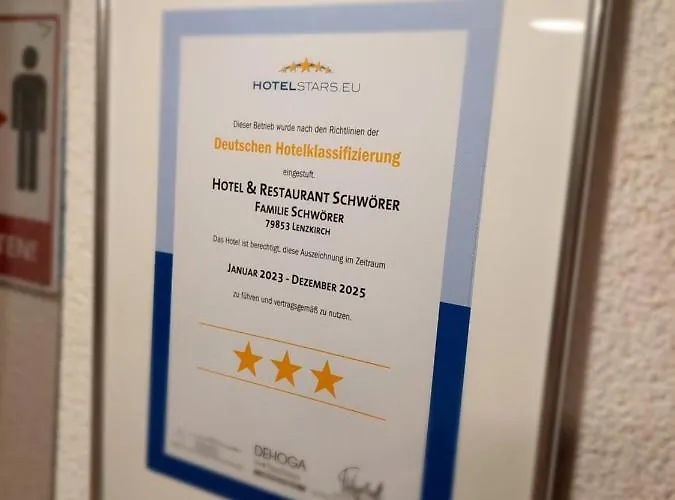 HOTELSTARS.EU
Dieser Betrieb wurde nach den Richtlinien der
Deutschen Hotelklassifizierung
eingestuft.
HOTEL & RESTAURANT SCHWÖRER
FAMILIE SCHWÖRER
79853 LENZKIRCH
Das Hotel ist berechtigt, diese Auszeichnung im Zeitraum
JANUAR 2023 - DEZEMBER 2025
zu führen und vertragsgemäß zu nutzen.
DEHOGA